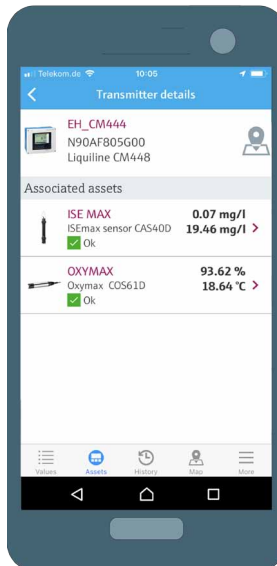 Telekom.de 10:05
Transmitter details
EH_CM444
N90AF805G00
Liquiline CM448
Associated assets
ISE MAX 0.07 mg/l
ISEmax sensor CAS40D 19.46 mg/l
Ok
OXYMAX 93.62 %
Oxymax COS61D 18.64 °C
Ok
Values Assets History Map More